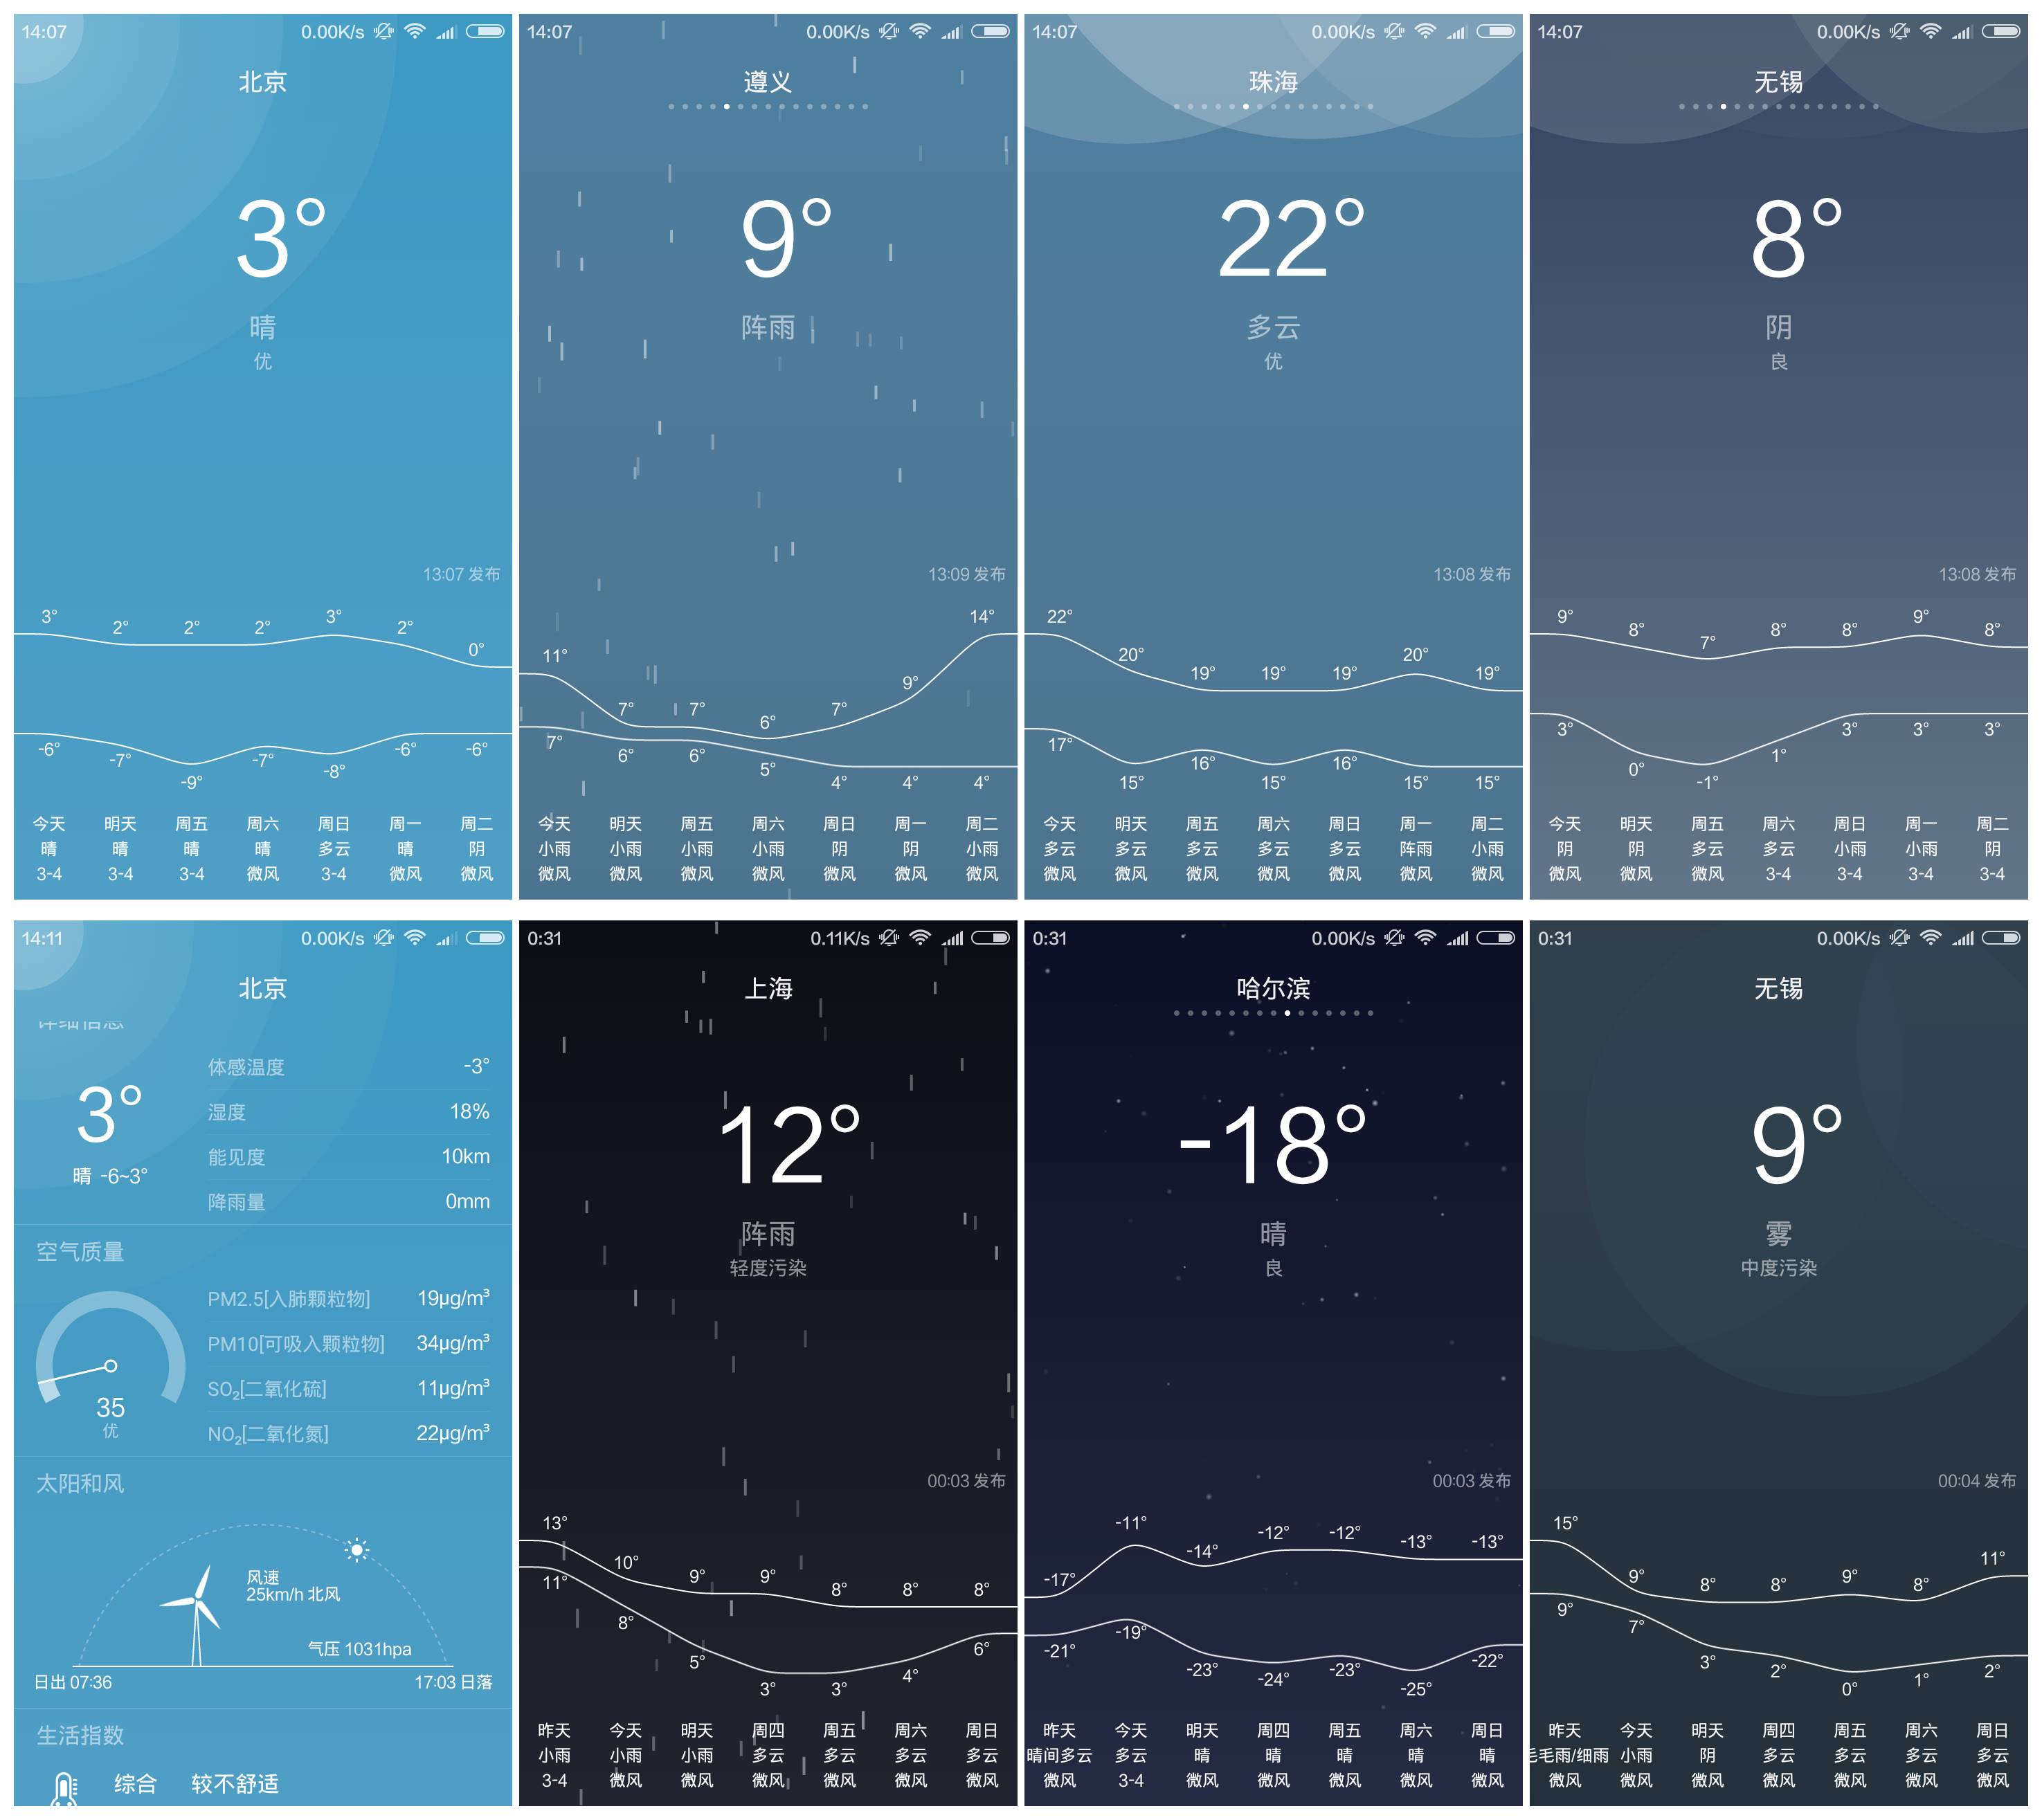 14:07 0.00K/s
北京
3°
晴
优
13:07 发布
3° 2° 2° 2° 3° 2° 0°
-6° -7° -9° -7° -8° -6° -6°
今天 明天 周五 周六 周日 周一 周二
晴 晴 晴 晴 多云 晴 阴
3-4 3-4 3-4 微风 3-4 微风 微风
14:07 0.00K/s
遵义
9°
阵雨
13:09 发布
11° 7° 7° 6° 7° 9° 14°
7° 6° 6° 5° 4° 4° 4°
今天 明天 周五 周六 周日 周一 周二
小雨 小雨 小雨 小雨 阴 阴 小雨
微风 微风 微风 微风 微风 微风 微风
14:07 0.00K/s
珠海
22°
多云
优
13:08 发布
22° 20° 19° 19° 19° 20° 19°
17° 15° 16° 15° 16° 15° 15°
今天 明天 周五 周六 周日 周一 周二
多云 多云 多云 多云 多云 阵雨 小雨
微风 微风 微风 微风 微风 微风 微风
14:07 0.00K/s
无锡
8°
阴
良
13:08 发布
9° 8° 7° 8° 8° 9° 8°
3° 0° -1° 1° 3° 3° 3°
今天 明天 周五 周六 周日 周一 周二
阴 阴 多云 多云 小雨 小雨 阴
微风 微风 微风 3-4 3-4 3-4 3-4
14:11 0.00K/s
北京
详细信息
3°
晴 -6~3°
体感温度 -3°
湿度 18%
能见度 10km
降雨量 0mm
空气质量
35
优
PM2.5[入肺颗粒物] 19μg/m³
PM10[可吸入颗粒物] 34μg/m³
SO₂[二氧化硫] 11μg/m³
NO₂[二氧化氮] 22μg/m³
太阳和风
风速
25km/h 北风
气压 1031hpa
日出 07:36 17:03 日落
生活指数
综合 较不舒适
0:31 0.11K/s
上海
12°
阵雨
轻度污染
00:03 发布
13° 10° 9° 9° 8° 8° 8°
11° 8° 5° 3° 3° 4° 6°
昨天 今天 明天 周四 周五 周六 周日
小雨 小雨 小雨 多云 多云 多云 多云
3-4 微风 微风 微风 微风 微风 微风
0:31 0.00K/s
哈尔滨
-18°
晴
良
00:03 发布
-17° -11° -14° -12° -12° -13° -13°
-21° -19° -23° -24° -23° -25° -22°
昨天 今天 明天 周四 周五 周六 周日
晴间多云 多云 晴 晴 晴 晴 晴
微风 3-4 微风 微风 微风 微风 微风
0:31 0.00K/s
无锡
9°
雾
中度污染
00:04 发布
15° 9° 8° 8° 9° 8° 11°
9° 7° 3° 2° 0° 1° 2°
昨天 今天 明天 周四 周五 周六 周日
毛毛雨/细雨 小雨 阴 多云 多云 多云 多云
微风 微风 微风 微风 微风 微风 微风